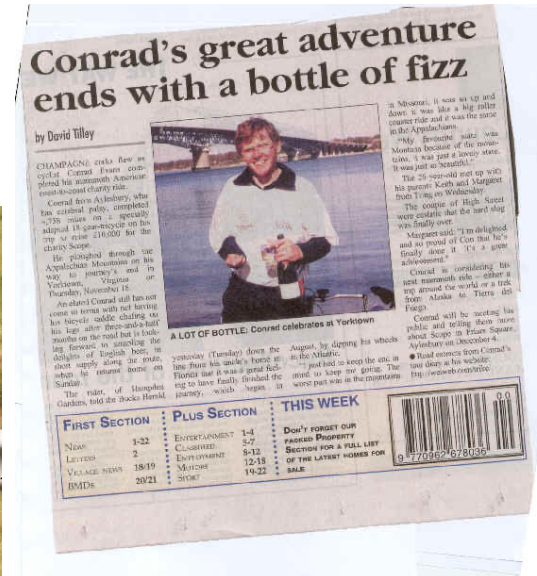 Conrad's great adventure
ends with a bottle of fizz
by David Tilley
CHAMPAGNE corks flew as
cyclist Conrad Evans com-
pleted his mammoth American
coast-to-coast charity ride.
Conrad from Aylesbury, who
has cerebral palsy, completed
miles on a specially
adapted 18-gear tricycle on his
trip to raise £10,000 for the
charity Scope.
He ploughed through the
Appalachian Mountains on his
way to journey's end in
Yorktown, Virginia on
Thursday, November 18.
An elated Conrad still has not
come to terms with not having
his bicycle saddle chafing on
his legs after three-and-a-half
months on the road but is look-
ing forward to sampling the
delights of English beer, in
short supply along the route,
when he returns home on
Sunday.
The rider, of Hampden
Gardens, told the Bucks Herald
A LOT OF BOTTLE: Conrad celebrates at Yorktown
yesterday (Tuesday) down the
line from his uncle's home in
Florida that it was a great feel-
ing to have finally finished the
journey, which began in
August, by dipping his wheels
in the Atlantic.
"I just had to keep the end in
mind to keep me going. The
worst part was in the mountains
in Missouri, it was so up and
down it was like a big roller
coaster ride and it was the same
in the Appalachians.
"My favourite state was
Montana because of the moun-
tains. It was just a lovely state.
It was just so beautiful."
The 26-year-old met up with
his parents Keith and Margaret
from Tring on Wednesday.
The couple of High Street
were ecstatic that the hard slog
was finally over.
Margaret said: "I'm delighted
and so proud of Con that he's
finally done it. It's a great
achievement."
Conrad is considering his
next mammoth ride – either a
trip around the world or a trek
from Alaska to Tierra del
Fuego.
Conrad will be meeting his
public and telling them more
about Scope in Friars Square,
Aylesbury on December 4.
● Read extracts from Conrad's
tour diary at his website:
FIRST SECTION
NEWS 1-22
LETTERS 2
VILLAGE NEWS 18/19
BMDS 20/21
PLUS SECTION
ENTERTAINMENT 1-4
CLASSIFIED 5-7
EMPLOYMENT 8-12
MOTORS 12-18
SPORT 19-22
THIS WEEK
DON'T FORGET OUR
PACKED PROPERTY
SECTION FOR A FULL LIST
OF THE LATEST HOMES FOR
SALE
9 770962 678036